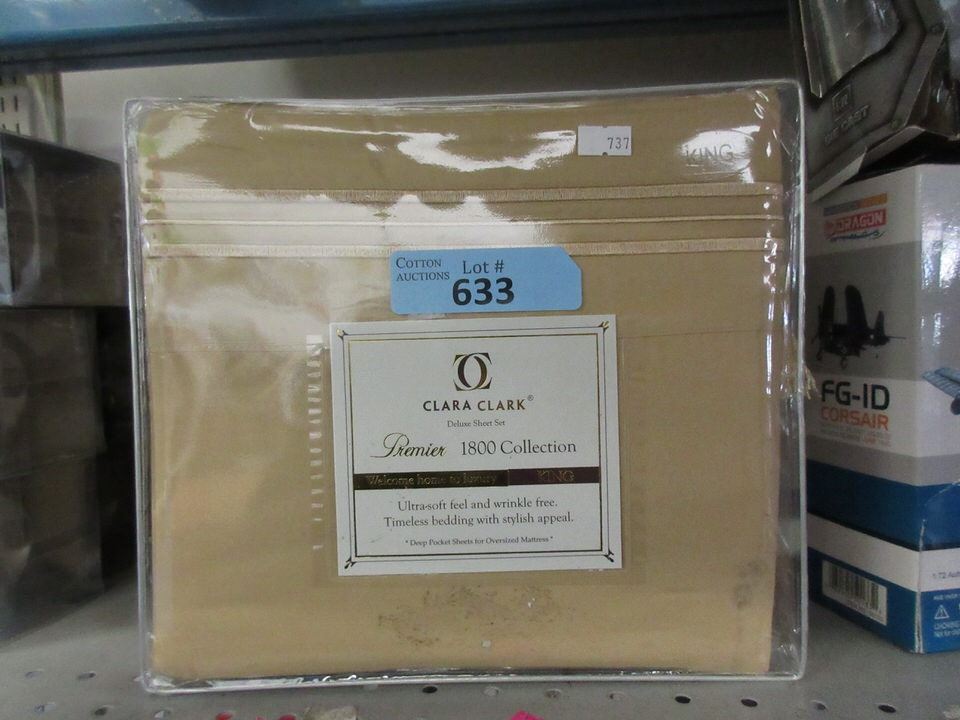 737
KING
COTTON
AUCTIONS
Lot #
633
CLARA CLARK®
Deluxe Sheet Set
Premier 1800 Collection
Welcome home to luxury KING
Ultra-soft feel and wrinkle free.
Timeless bedding with stylish appeal.
* Deep Pocket Sheets for Oversized Mattress *
DRAGON
FG-ID
CORSAIR